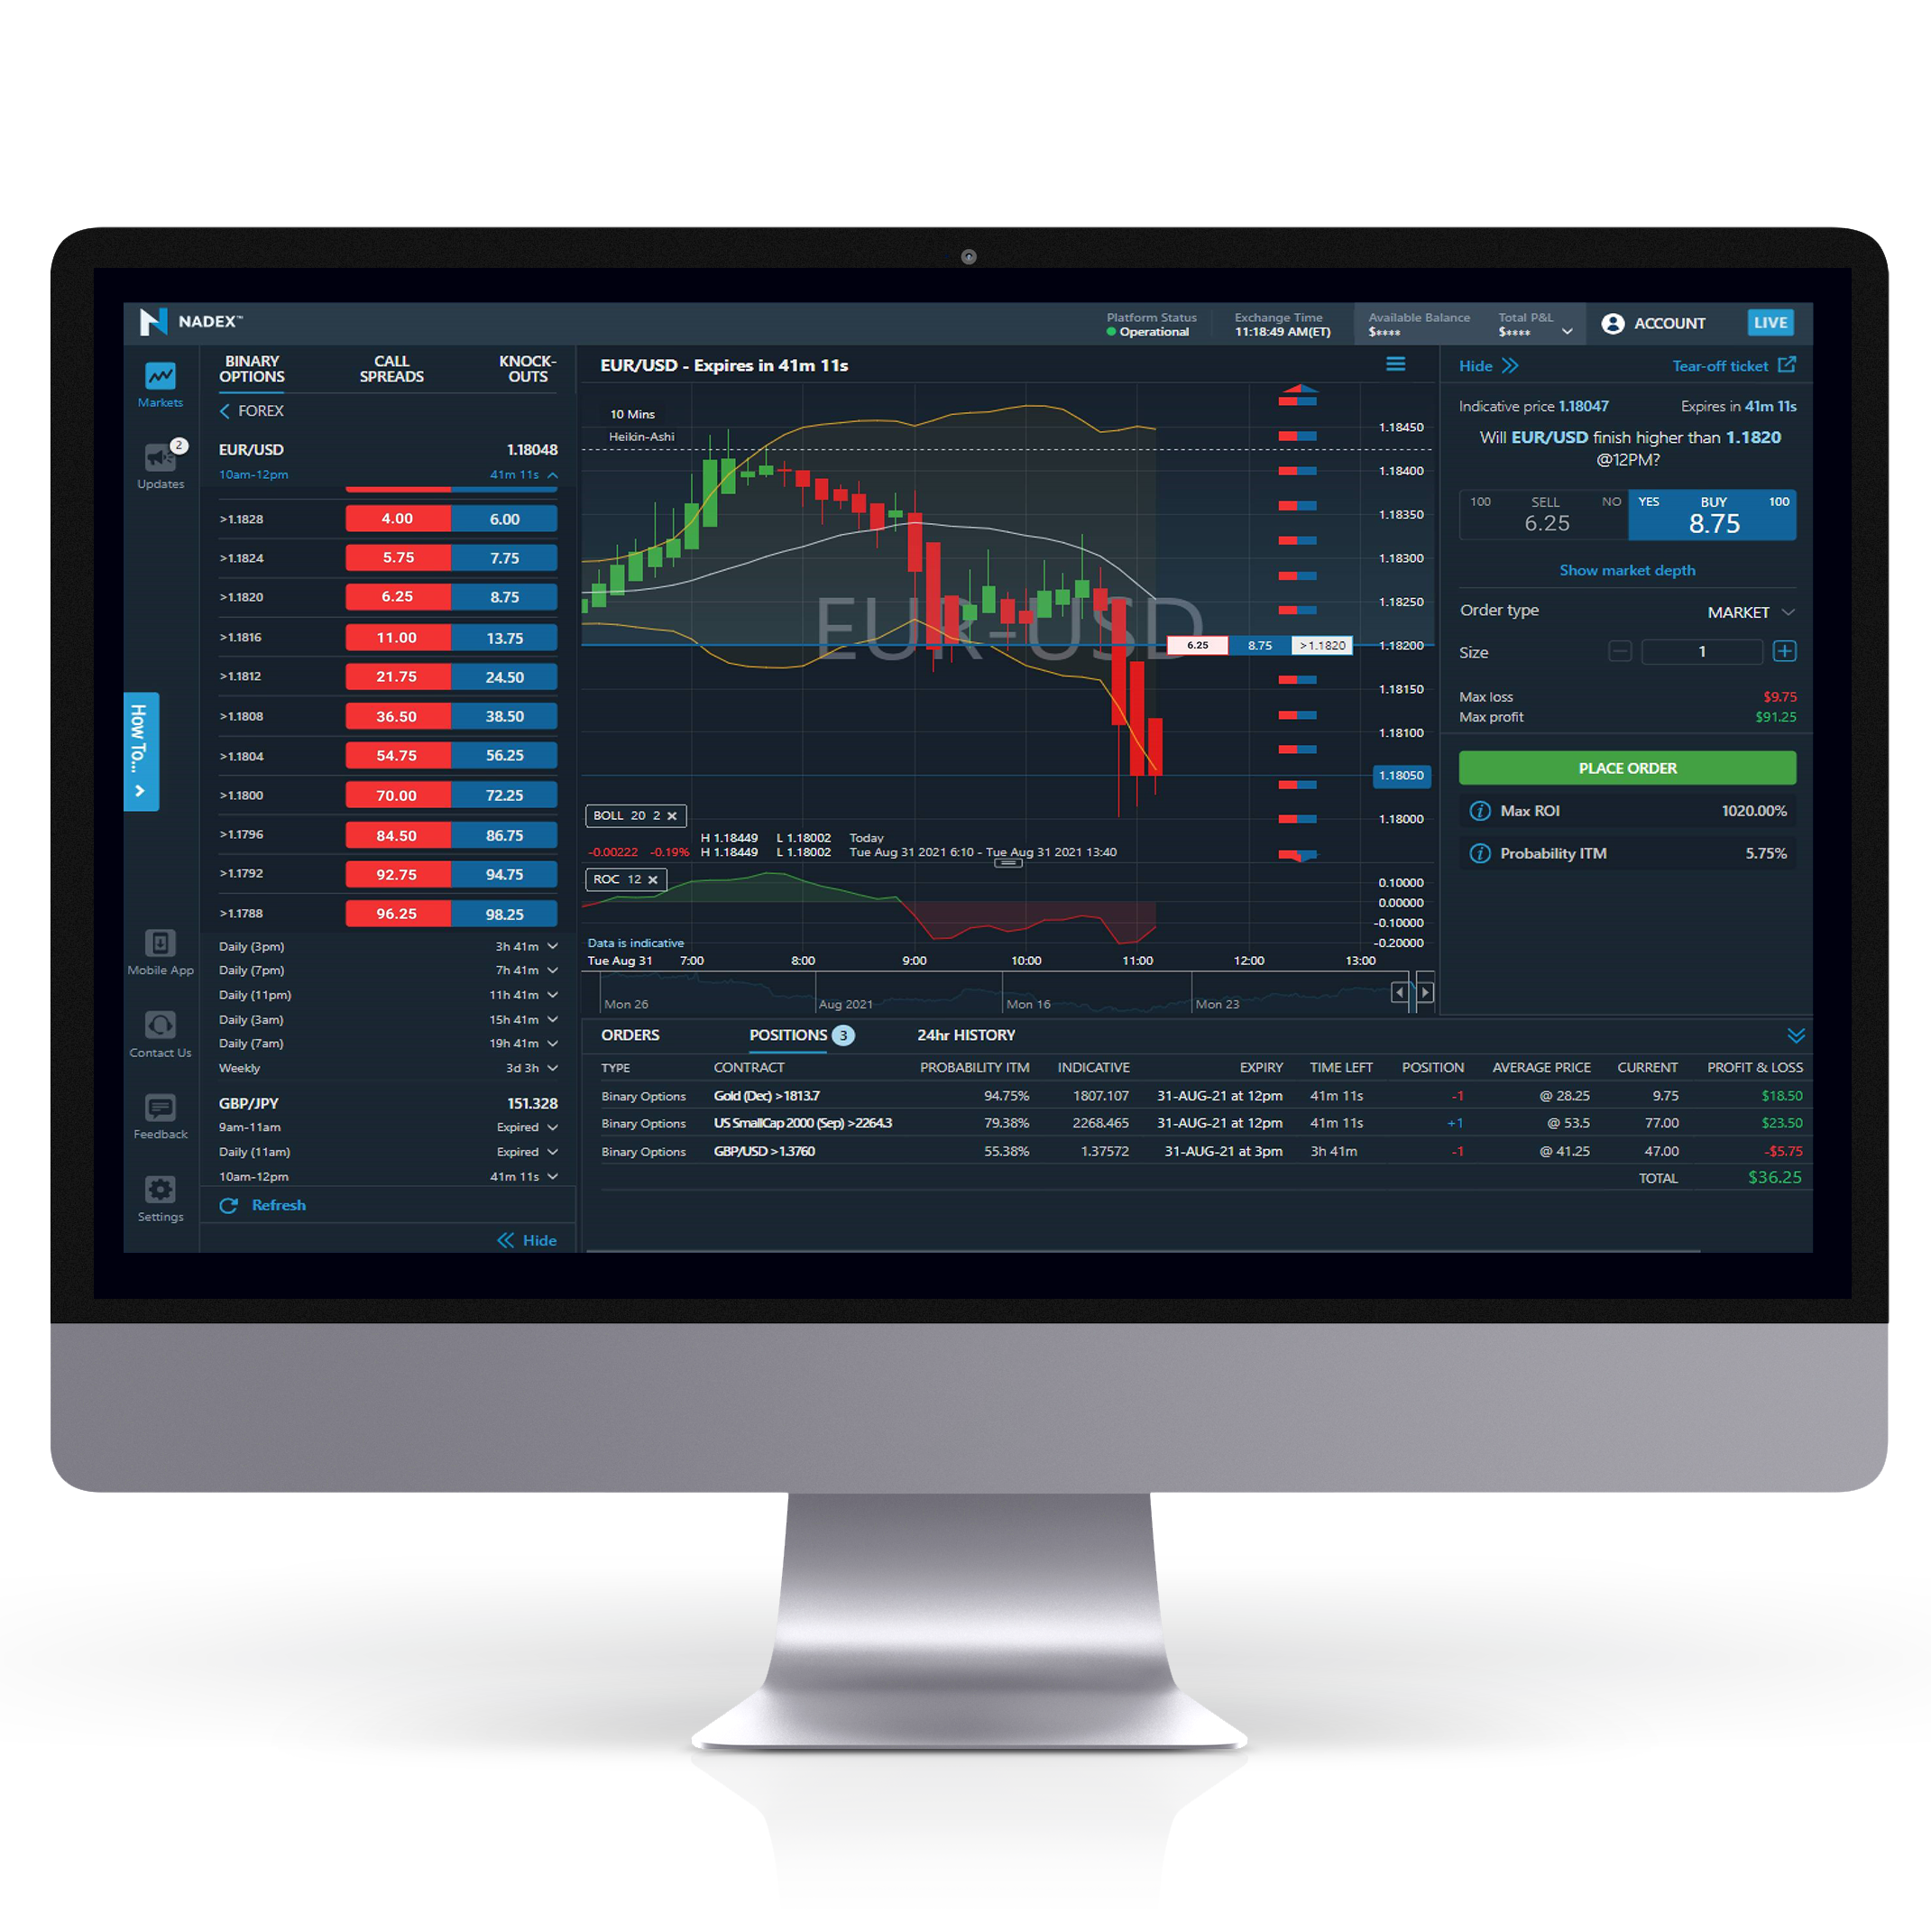 NADEX™
Platform Status
Operational
Exchange Time
11:18:49 AM(ET)
Available Balance
$****
Total P&L
$****
ACCOUNT
LIVE
Markets
2
Updates
How To...
Mobile App
Contact Us
Feedback
Settings
BINARY OPTIONS
CALL SPREADS
KNOCK-OUTS
FOREX
EUR/USD 1.18048
10am-12pm 41m 11s
>1.1828 4.00 6.00
>1.1824 5.75 7.75
>1.1820 6.25 8.75
>1.1816 11.00 13.75
>1.1812 21.75 24.50
>1.1808 36.50 38.50
>1.1804 54.75 56.25
>1.1800 70.00 72.25
>1.1796 84.50 86.75
>1.1792 92.75 94.75
>1.1788 96.25 98.25
Daily (3pm) 3h 41m
Daily (7pm) 7h 41m
Daily (11pm) 11h 41m
Daily (3am) 15h 41m
Daily (7am) 19h 41m
Weekly 3d 3h
GBP/JPY 151.328
9am-11am Expired
Daily (11am) Expired
10am-12pm 41m 11s
Refresh
Hide
EUR/USD - Expires in 41m 11s
10 Mins
Heikin-Ashi
EUR-USD
6.25 8.75 >1.1820
1.18450
1.18400
1.18350
1.18300
1.18250
1.18200
1.18150
1.18100
1.18050
1.18000
BOLL 20 2
H 1.18449 L 1.18002 Today
-0.00222 -0.19% H 1.18449 L 1.18002 Tue Aug 31 2021 6:10 - Tue Aug 31 2021 13:40
ROC 12
0.10000
0.00000
-0.10000
-0.20000
Data is indicative
Tue Aug 31 7:00 8:00 9:00 10:00 11:00 12:00 13:00
Mon 26 Aug 2021 Mon 16 Mon 23
Hide
Tear-off ticket
Indicative price 1.18047 Expires in 41m 11s
Will EUR/USD finish higher than 1.1820
@12PM?
100 SELL NO YES BUY 100
6.25 8.75
Show market depth
Order type MARKET
Size 1
Max loss $9.75
Max profit $91.25
PLACE ORDER
Max ROI 1020.00%
Probability ITM 5.75%
ORDERS POSITIONS 3 24hr HISTORY
TYPE CONTRACT PROBABILITY ITM INDICATIVE EXPIRY TIME LEFT POSITION AVERAGE PRICE CURRENT PROFIT & LOSS
Binary Options Gold (Dec) >1813.7 94.75% 1807.107 31-AUG-21 at 12pm 41m 11s -1 @ 28.25 9.75 $18.50
Binary Options US SmallCap 2000 (Sep) >2264.3 79.38% 2268.465 31-AUG-21 at 12pm 41m 11s +1 @ 53.5 77.00 $23.50
Binary Options GBP/USD >1.3760 55.38% 1.37572 31-AUG-21 at 3pm 3h 41m -1 @ 41.25 47.00 -$5.75
TOTAL $36.25